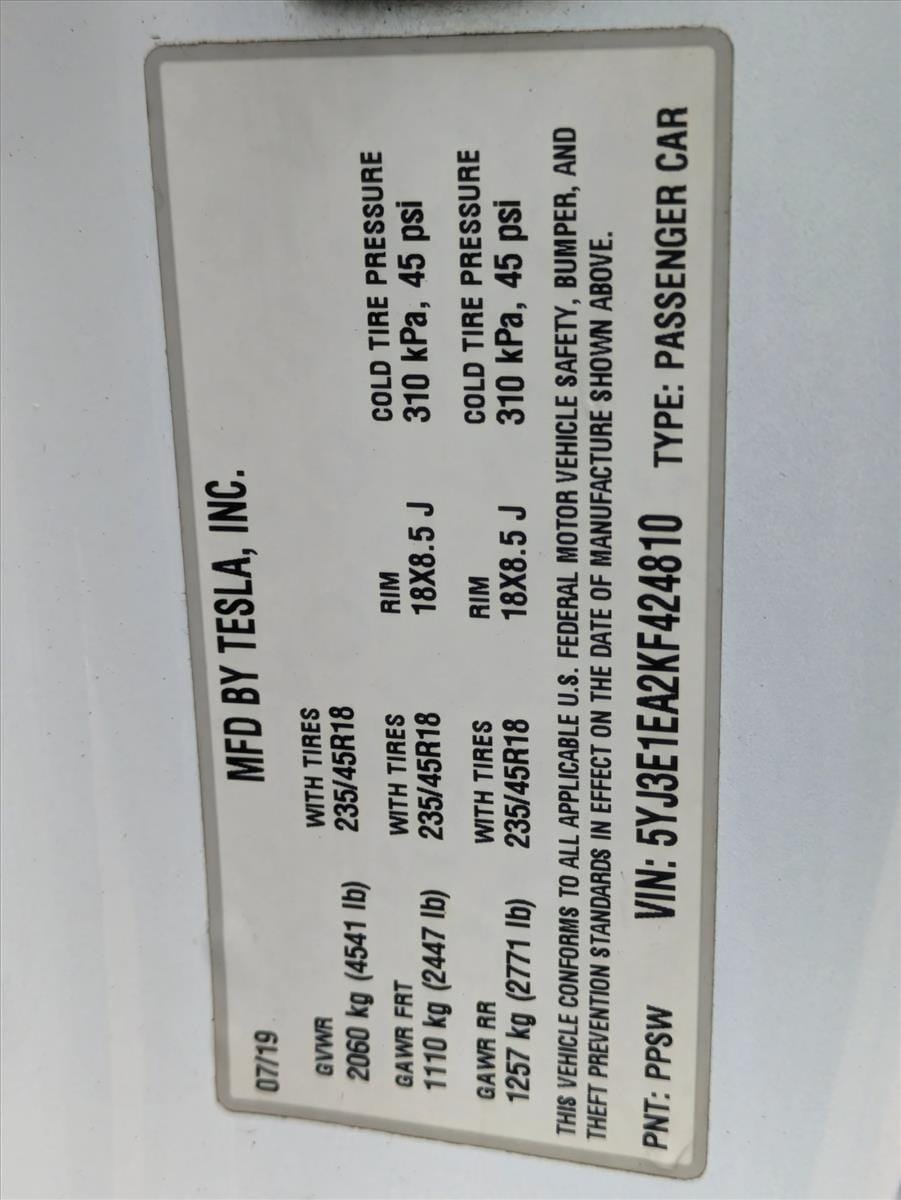 07/19 MFD BY TESLA, INC.
GVWR WITH TIRES
2060 kg (4541 lb) 235/45R18
GAWR FRT WITH TIRES RIM COLD TIRE PRESSURE
1110 kg (2447 lb) 235/45R18 18X8.5 J 310 kPa, 45 psi
GAWR RR WITH TIRES RIM COLD TIRE PRESSURE
1257 kg (2771 lb) 235/45R18 18X8.5 J 310 kPa, 45 psi
THIS VEHICLE CONFORMS TO ALL APPLICABLE U.S. FEDERAL MOTOR VEHICLE SAFETY, BUMPER, AND
THEFT PREVENTION STANDARDS IN EFFECT ON THE DATE OF MANUFACTURE SHOWN ABOVE.
PNT: PPSW VIN: 5YJ3E1EA2KF424810 TYPE: PASSENGER CAR